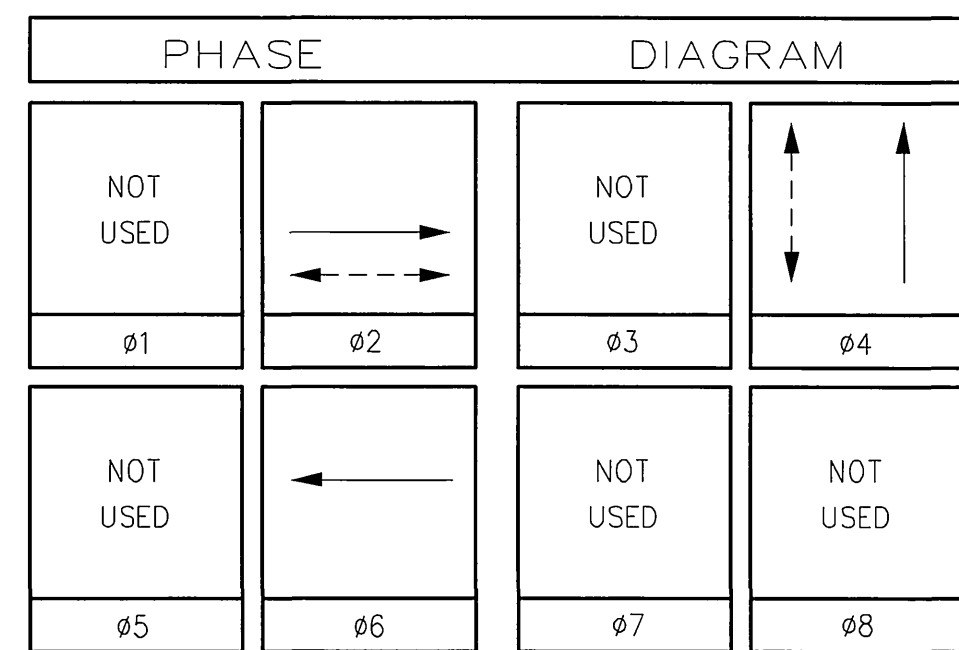 PHASE DIAGRAM
NOT
USED
ø1
ø2
NOT
USED
ø3
ø4
NOT
USED
ø5
ø6
NOT
USED
ø7
NOT
USED
ø8